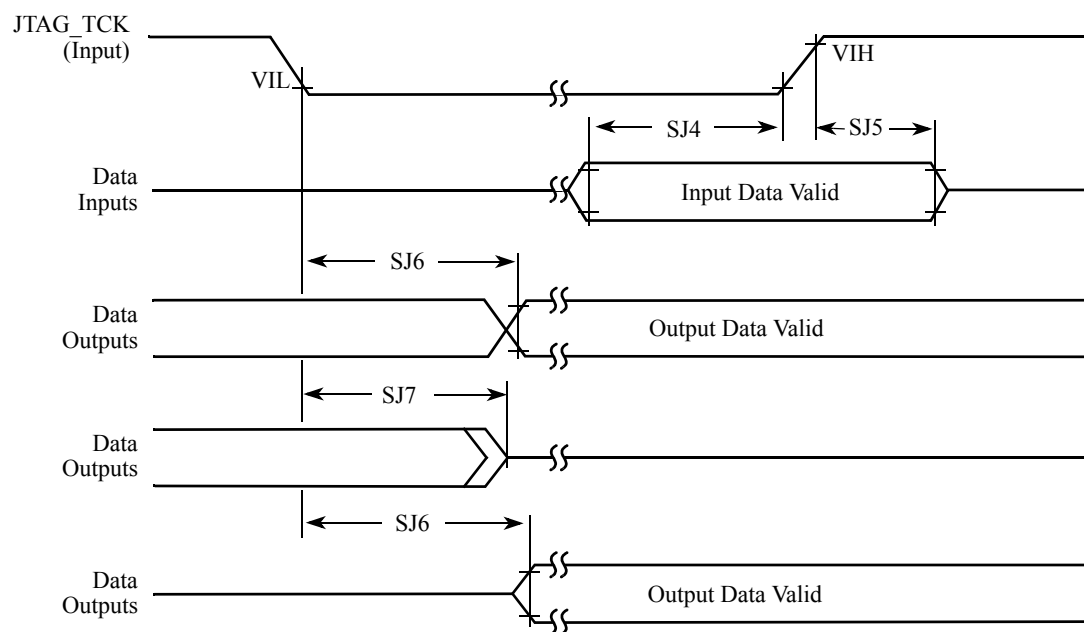 JTAG_TCK
(Input)
VIL
VIH
SJ4
SJ5
Data
Inputs
Input Data Valid
SJ6
Data
Outputs
Output Data Valid
SJ7
Data
Outputs
SJ6
Data
Outputs
Output Data Valid